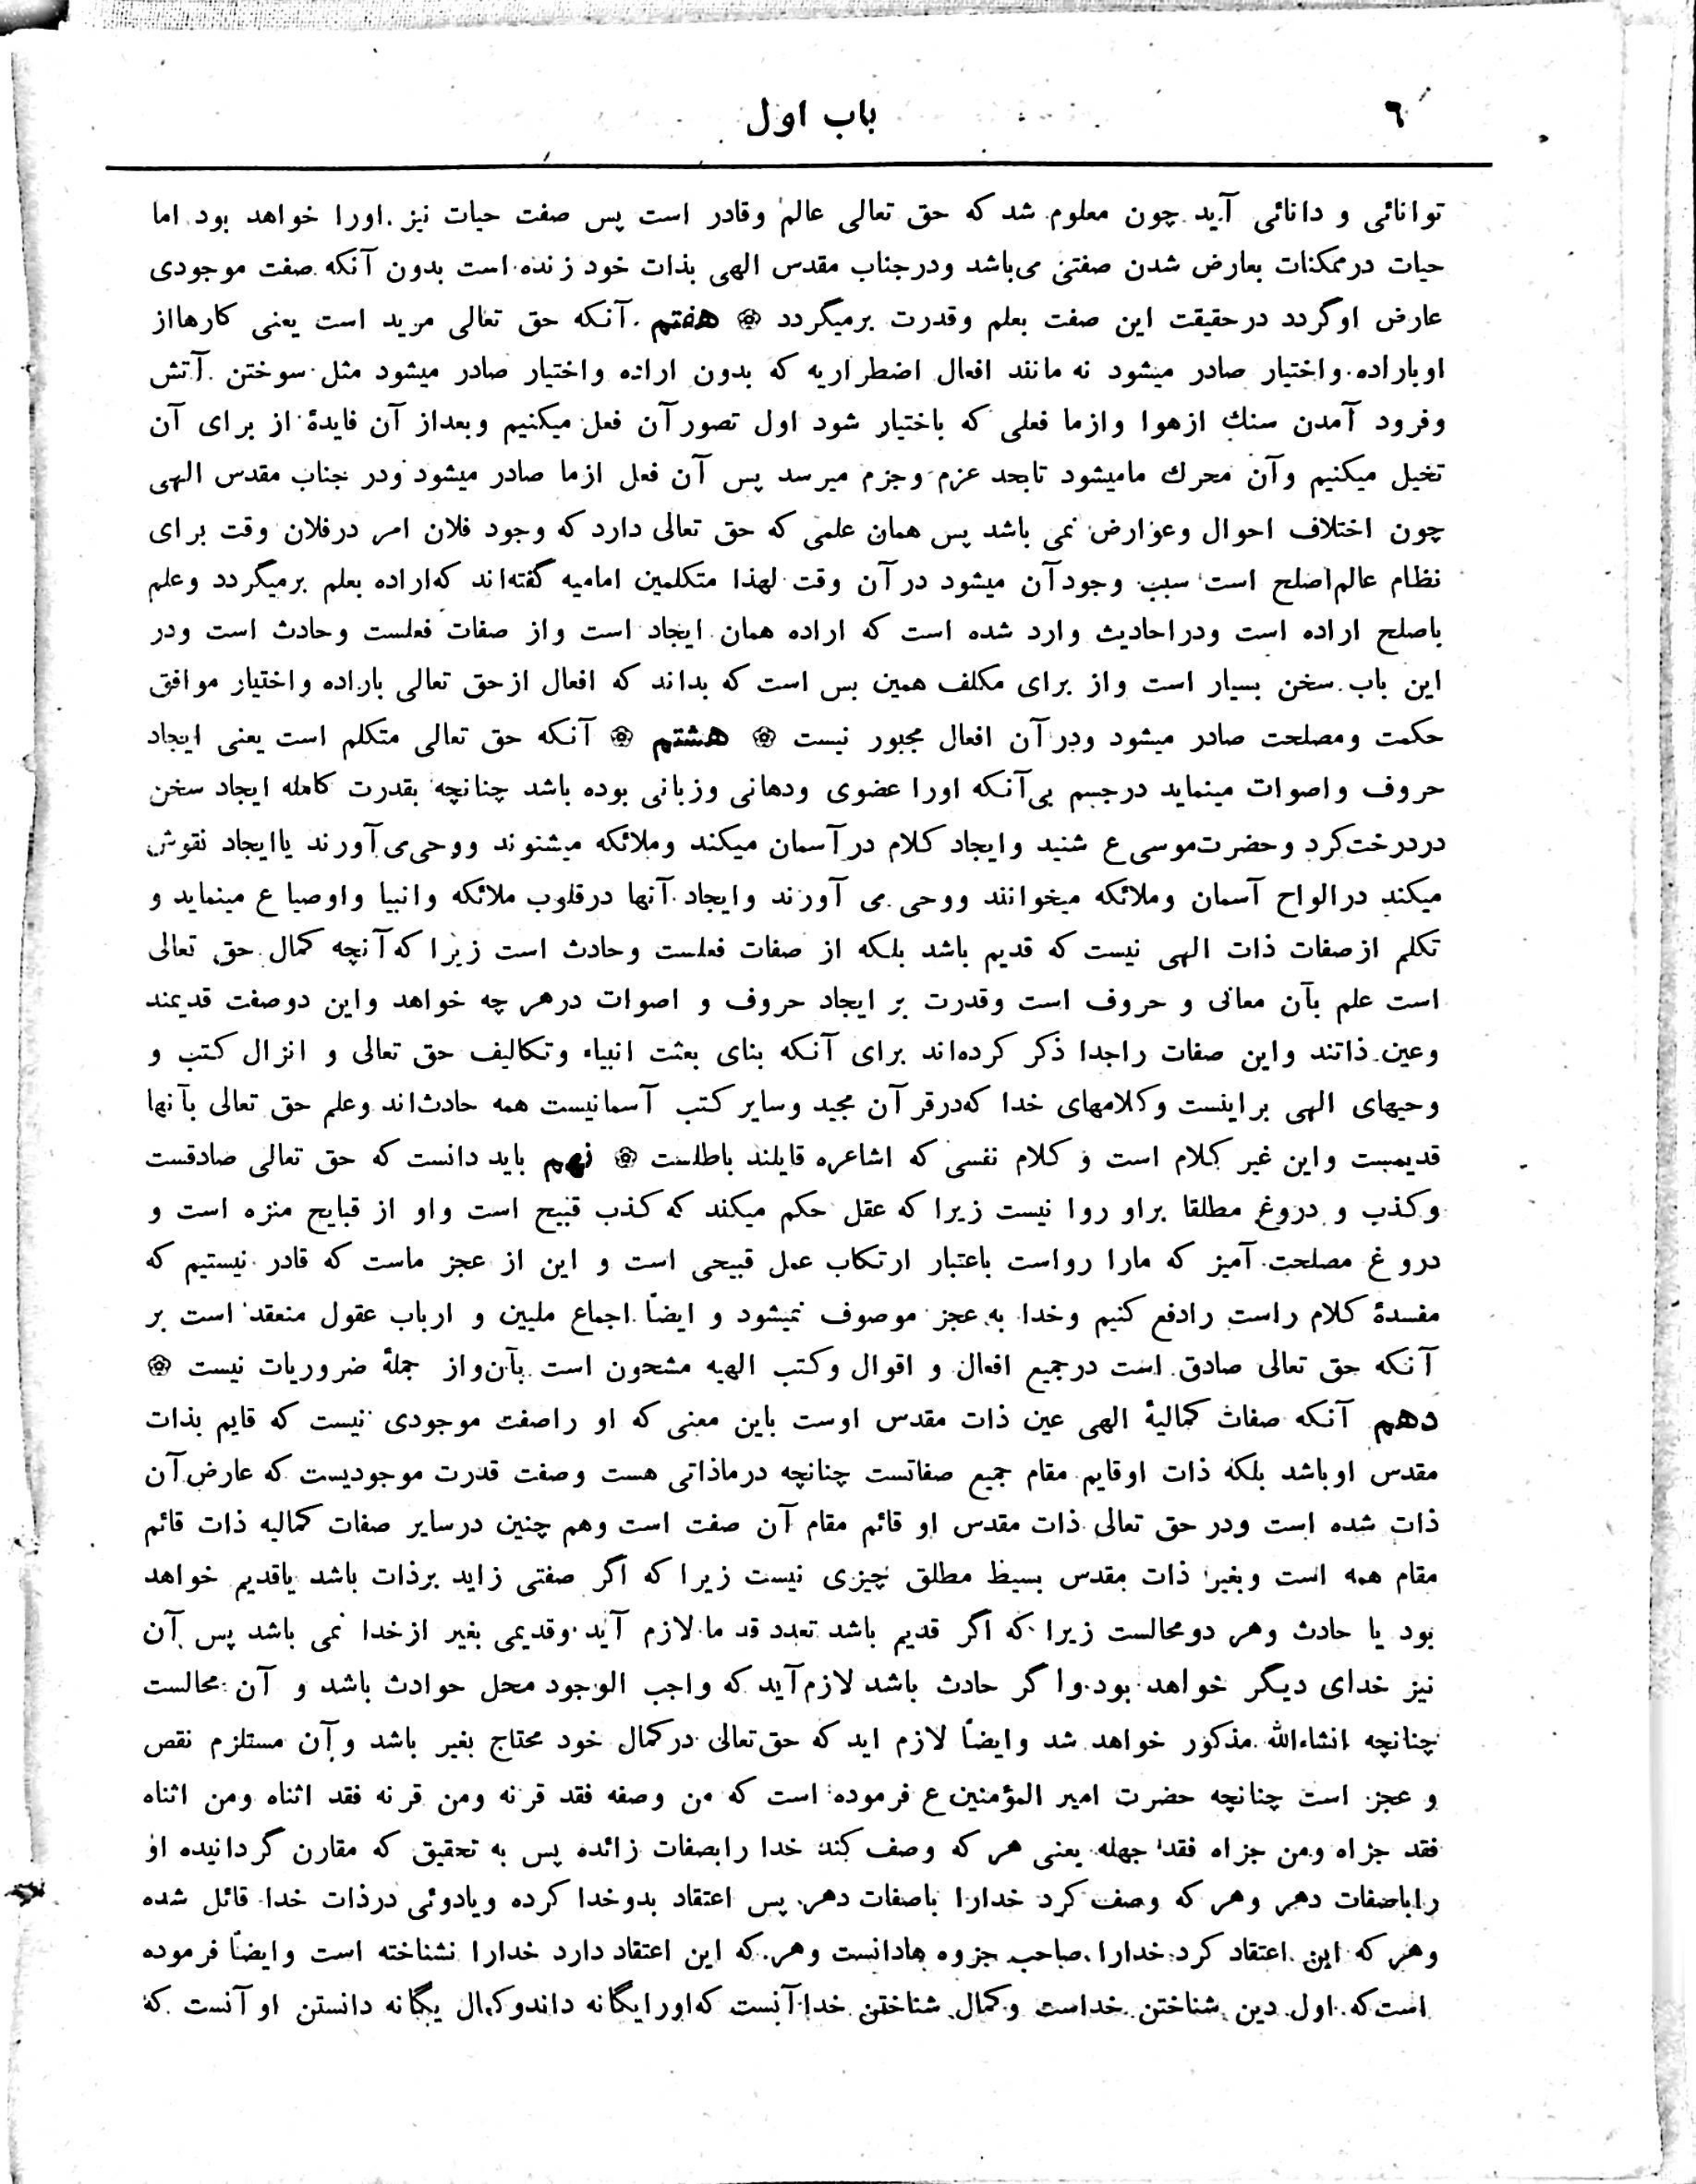 ٦
باب اول
توانائی و دانائی آید چون معلوم شد که حق تعالی عالم وقادر است پس صفت حیات نیز اورا خواهد بود اما
حیات درممکنات بعارض شدن صفتی می‌باشد ودرجناب مقدس الهی بذات خود زنده است بدون آنکه صفت موجودی
عارض اوگردد درحقیقت این صفت بعلم وقدرت برمیگردد ۞ هفتم آنکه حق تعالی مرید است یعنی کارهااز
اوباراده واختیار صادر میشود نه مانند افعال اضطراریه که بدون اراده واختیار صادر میشود مثل سوختن آتش
وفرود آمدن سنك ازهوا وازما فعلی که باختیار شود اول تصور آن فعل میکنیم وبعداز آن فایدهٔ از برای آن
تخیل میکنیم وآن محرك مامیشود تابحد عزم وجزم میرسد پس آن فعل ازما صادر میشود ودر جناب مقدس الهی
چون اختلاف احوال وعوارض نمی باشد پس همان علمی که حق تعالی دارد که وجود فلان امر درفلان وقت برای
نظام عالم‌اصلح است سبب وجودآن میشود درآن وقت لهذا متکلمین امامیه گفته‌اند که‌اراده بعلم برمیگردد وعلم
باصلح اراده است ودراحادیث وارد شده است که اراده همان ایجاد است واز صفات فعلست وحادث است ودر
این باب سخن بسیار است واز برای مکلف همین بس است که بداند که افعال ازحق تعالی باراده واختیار موافق
حکمت ومصلحت صادر میشود ودرآن افعال مجبور نیست ۞ هشتم ۞ آنکه حق تعالی متکلم است یعنی ایجاد
حروف واصوات مینماید درجسم بی‌آنکه اورا عضوی ودهانی وزبانی بوده باشد چنانچه بقدرت کامله ایجاد سخن
دردرخت‌کرد وحضرت‌موسی ع شنید وایجاد کلام درآسمان میکند وملائکه میشنوند ووحی‌می‌آورند یاایجاد نقوش
میکند درالواح آسمان وملائکه میخوانند ووحی می آورند وایجاد آنها درقلوب ملائکه وانبیا واوصیا ع مینماید و
تکلم ازصفات ذات الهی نیست که قدیم باشد بلکه از صفات فعلست وحادث است زیرا که‌آنچه کمال حق تعالی
است علم بآن معانی و حروف است وقدرت بر ایجاد حروف و اصوات درهر چه خواهد واین دوصفت قدیمند
وعین ذاتند واین صفات راجدا ذکر کرده‌اند برای آنکه بنای بعثت انبیاء وتکالیف حق تعالی و انزال کتب و
وحیهای الهی براینست وکلامهای خدا که‌درقرآن مجید وسایر کتب آسمانیست همه حادث‌اند وعلم حق تعالی بآنها
قدیمست واین غیر کلام است و کلام نفسی که اشاعره قایلند باطلست ۞ نهم باید دانست که حق تعالی صادقست
وکذب و دروغ مطلقا براو روا نیست زیرا که عقل حکم میکند که کذب قبیح است واو از قبایح منزه است و
دروغ مصلحت آمیز که مارا رواست باعتبار ارتکاب عمل قبیحی است و این از عجز ماست که قادر نیستیم که
مفسدهٔ کلام راست رادفع کنیم وخدا به عجز موصوف نمیشود و ایضاً اجماع ملیین و ارباب عقول منعقد است بر
آنکه حق تعالی صادق است درجمیع افعال و اقوال وکتب الهیه مشحون است بآن‌واز جملهٔ ضروریات نیست ۞
دهم آنکه صفات کمالیهٔ الهی عین ذات مقدس اوست باین معنی که او راصفت موجودی نیست که قایم بذات
مقدس اوباشد بلکه ذات اوقایم مقام جمیع صفاتست چنانچه درماذاتی هست وصفت قدرت موجودیست که عارض آن
ذات شده است ودر حق تعالی ذات مقدس او قائم مقام آن صفت است وهم چنین درسایر صفات کمالیه ذات قائم
مقام همه است وبغیر ذات مقدس بسیط مطلق چیزی نیست زیرا که اگر صفتی زاید برذات باشد یاقدیم خواهد
بود یا حادث وهر دومحالست زیرا که اگر قدیم باشد تعدد قدما لازم آید وقدیمی بغیر ازخدا نمی باشد پس آن
نیز خدای دیگر خواهد بود واگر حادث باشد لازم‌آید که واجب الوجود محل حوادث باشد و آن محالست
چنانچه انشاءالله مذکور خواهد شد وایضاً لازم اید که حق‌تعالی درکمال خود محتاج بغیر باشد وآن مستلزم نقص
و عجز است چنانچه حضرت امیر المؤمنین ع فرموده است که من وصفه فقد قرنه ومن قرنه فقد اثناه ومن اثناه
فقد جزاه ومن جزاه فقد جهله یعنی هر که وصف کند خدا رابصفات زائده پس به تحقیق که مقارن گردانیده او
راباصفات دهر وهر که وصف کرد خدارا باصفات دهر پس اعتقاد بدوخدا کرده ویادوئی درذات خدا قائل شده
وهر که این اعتقاد کرد خدارا صاحب جزوه هادانست وهر که این اعتقاد دارد خدارا نشناخته است وایضاً فرموده
است‌که اول دین شناختن خداست وکمال شناختن خدا آنست که‌اورایگانه داندوکمال یگانه دانستن او آنست که